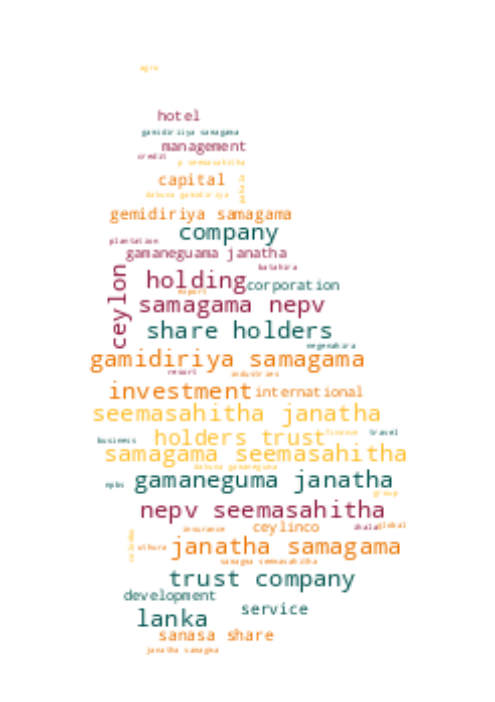 agro
hotel
gamidiriiya samagama
management
credit
p seemasahitha
capital
dakuna gamidiriya
gemidiriya samagama
company
plantation
gamaneguama janatha
batahira
ceylon
holding
corporation
export
samagama nepv
share holders
negenahira
gamidiriya samagama
resort
industries
investment international
seemasahitha janatha
business
holders trust
finance
travel
samagama seemasahitha
dakuna gamaneguma
npbs
gamaneguma janatha
group
nepv seemasahitha
insurance
ceylinco
ihala
global
uthura
janatha samagama
samagma seemasahitha
trust company
development
service
lanka
sanasa share
janatha samagma